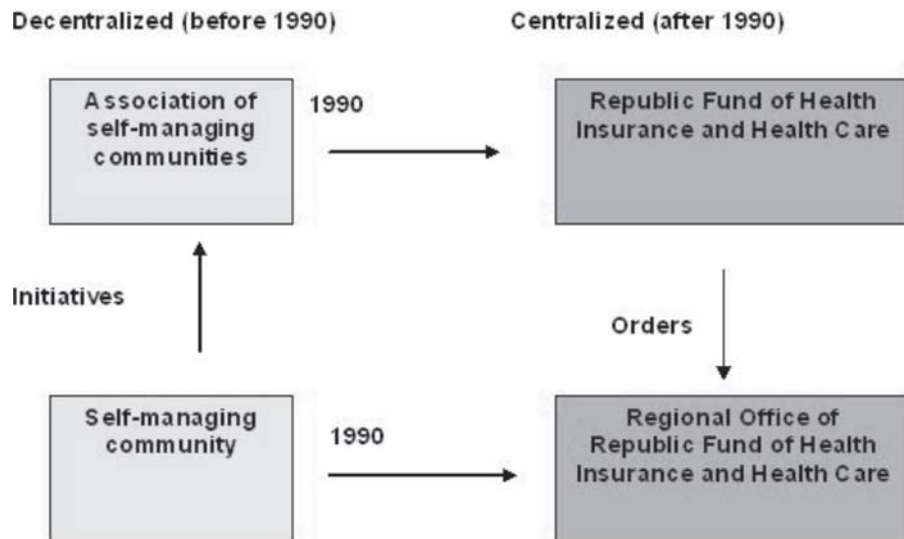 Decentralized (before 1990)
Centralized (after 1990)
Association of
self-managing
communities
1990
Republic Fund of Health
Insurance and Health Care
Initiatives
Orders
Self-managing
community
1990
Regional Office of
Republic Fund of Health
Insurance and Health Care